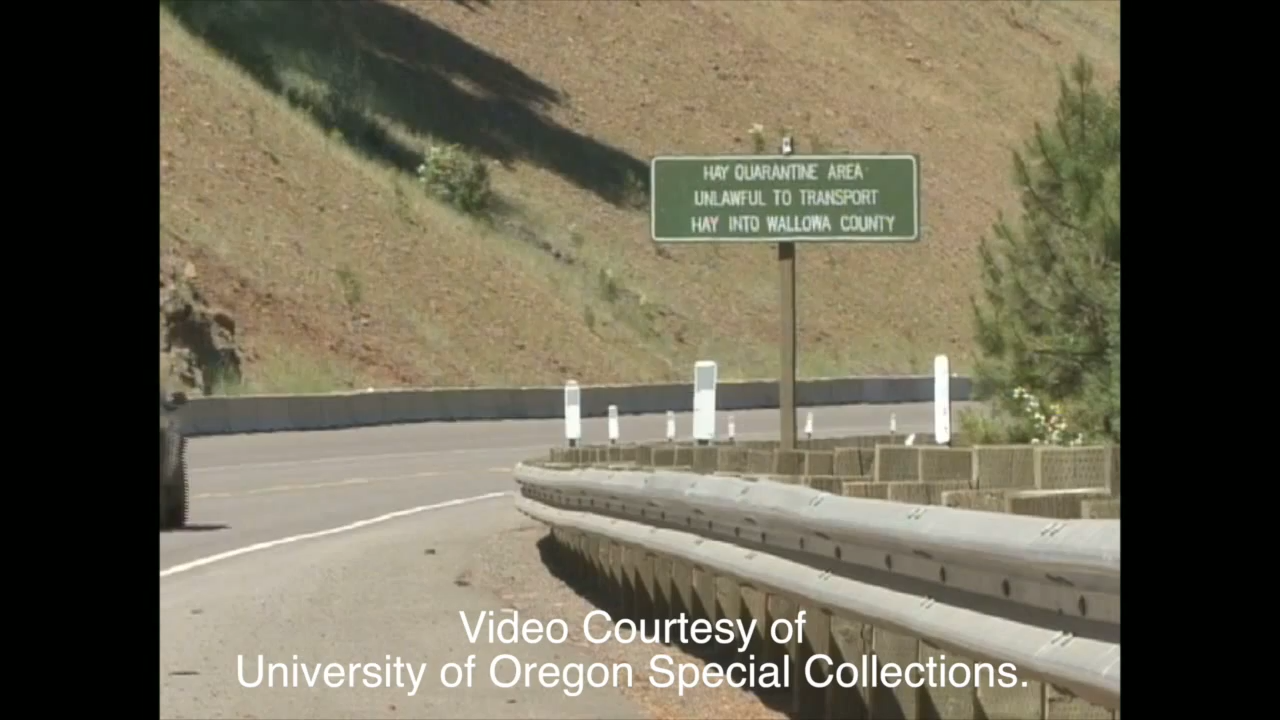 HAY QUARANTINE AREA
UNLAWFUL TO TRANSPORT
HAY INTO WALLOWA COUNTY
Video Courtesy of
University of Oregon Special Collections.